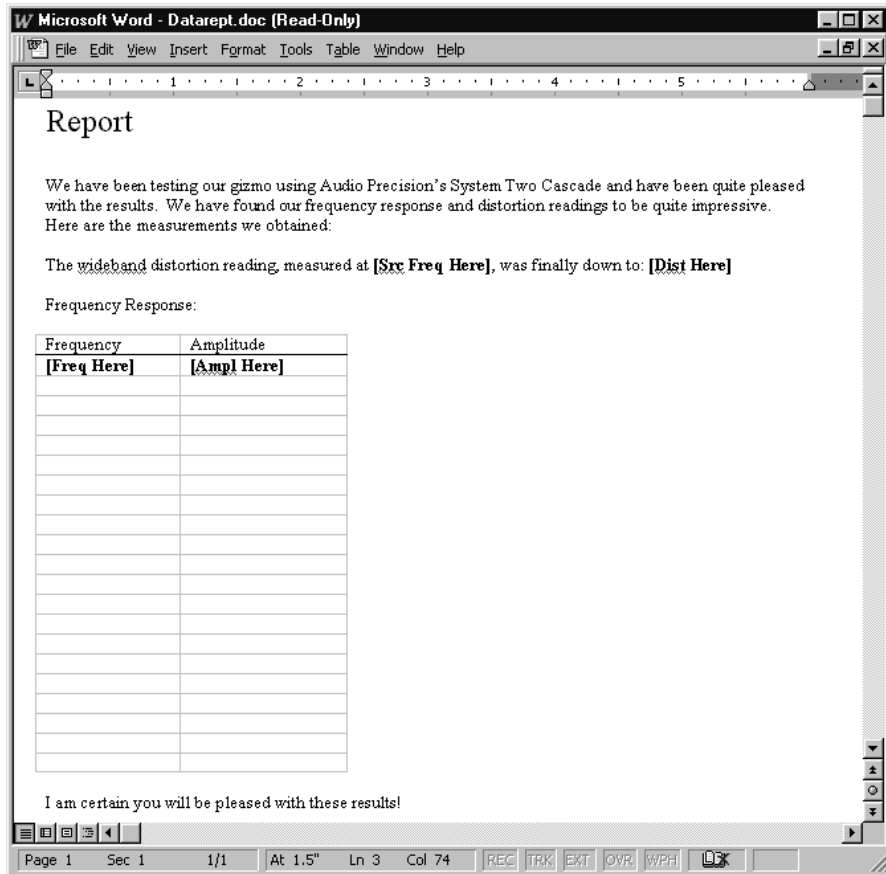 Microsoft Word - Datarept.doc (Read-Only)
File Edit View Insert Format Tools Table Window Help
1 2 3 4 5
Report
We have been testing our gizmo using Audio Precision's System Two Cascade and have been quite pleased
with the results. We have found our frequency response and distortion readings to be quite impressive.
Here are the measurements we obtained:
The wideband distortion reading, measured at [Src Freq Here], was finally down to: [Dist Here]
Frequency Response:
Frequency Amplitude
[Freq Here] [Ampl Here]
I am certain you will be pleased with these results!
Page 1 Sec 1 1/1 At 1.5" Ln 3 Col 74 REC TRK EXT OVR WPH